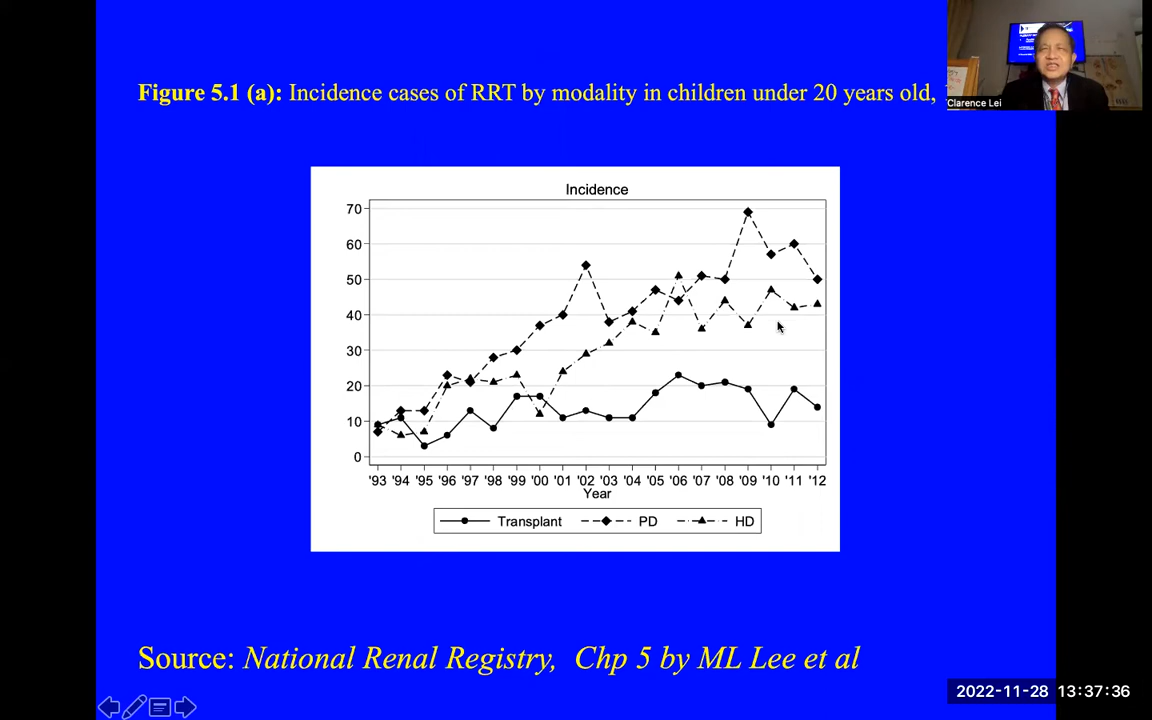 Figure 5.1 (a): Incidence cases of RRT by modality in children under 20 years old,
Clarence Lei
Incidence
70
60
50
40
30
20
10
0
'93 '94 '95 '96 '97 '98 '99 '00 '01 '02 '03 '04 '05 '06 '07 '08 '09 '10 '11 '12
Year
Transplant PD HD
Source: National Renal Registry, Chp 5 by ML Lee et al
2022-11-28 13:37:36